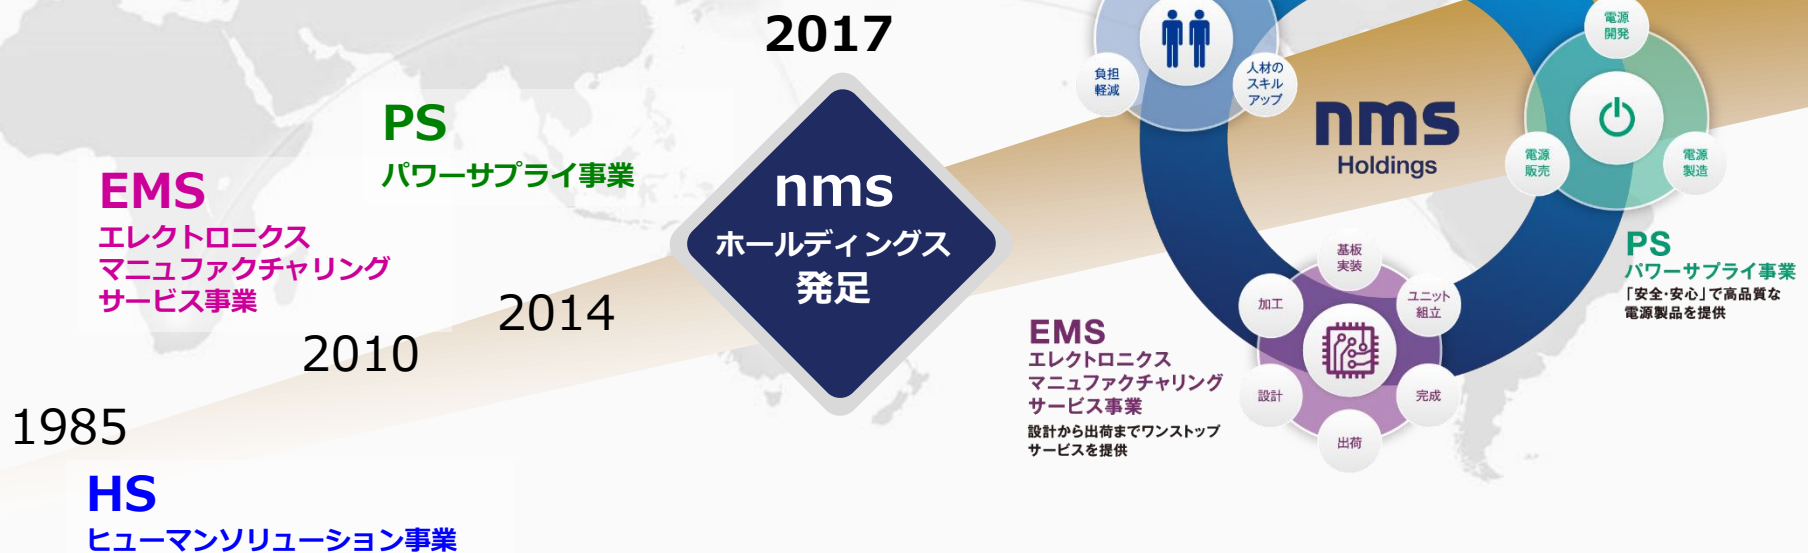 2017
PS
パワーサプライ事業
EMS
エレクトロニクス
マニュファクチャリング
サービス事業
nms
ホールディングス
発足
2014
2010
1985
HS
ヒューマンソリューション事業
負担
軽減
人材の
スキル
アップ
nms
Holdings
電源
開発
電源
販売
電源
製造
PS
パワーサプライ事業
「安全・安心」で高品質な
電源製品を提供
EMS
エレクトロニクス
マニュファクチャリング
サービス事業
設計から出荷までワンストップ
サービスを提供
基板
実装
加工
ユニット
組立
設計
完成
出荷